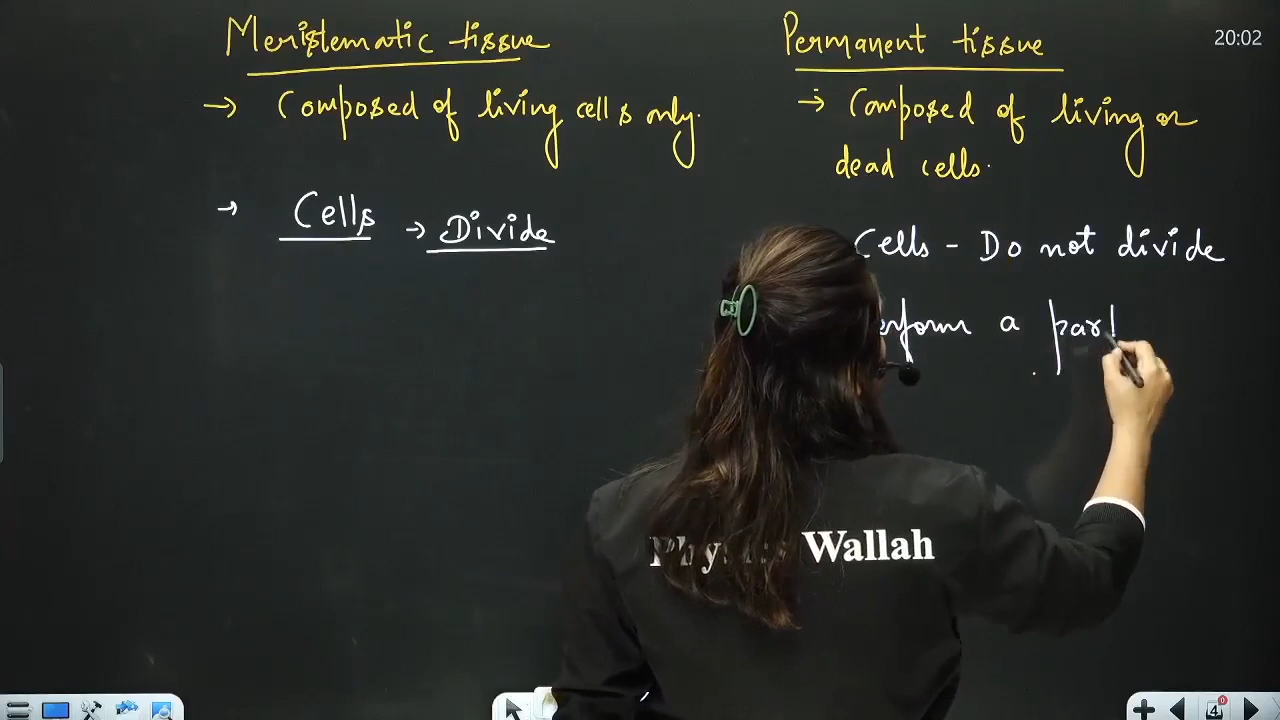 Meristematic tissue
→ Composed of living cells only.
→ Cells → Divide
Permanent tissue
→ Composed of living or
dead cells.
Cells - Do not divide
a part
20:02
Wallah
4